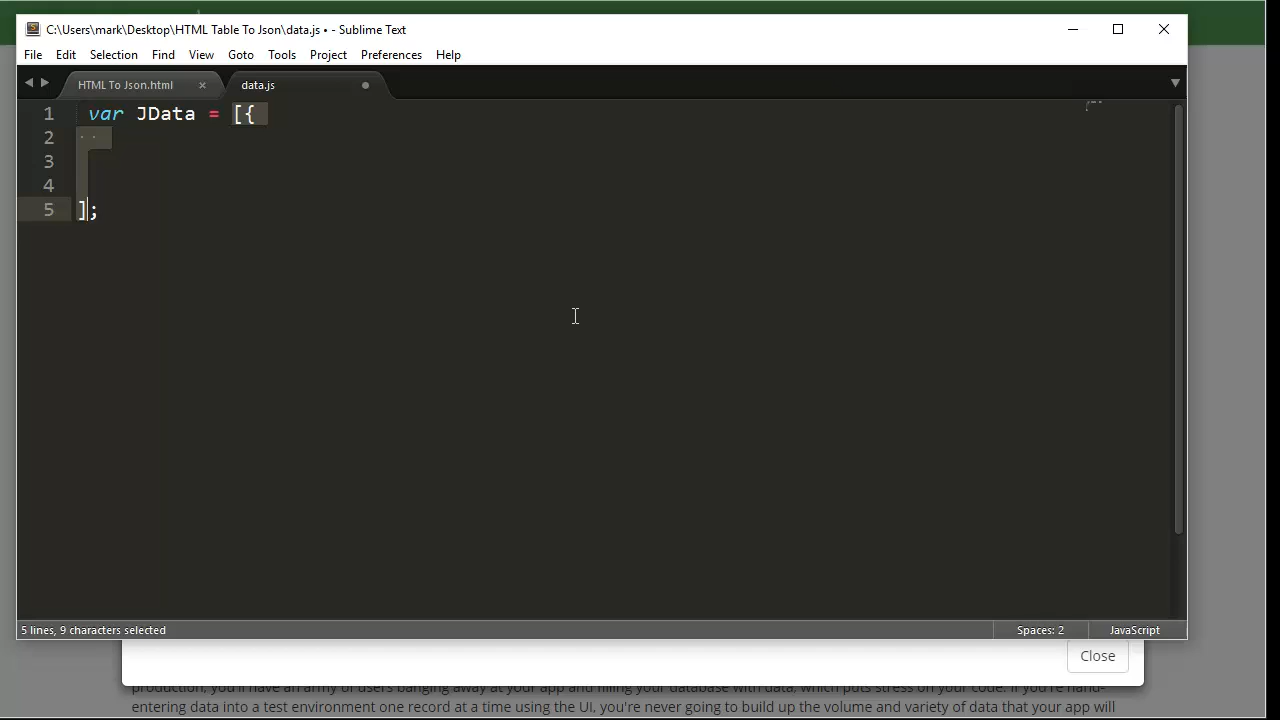 C:\Users\mark\Desktop\HTML Table To Json\data.js • - Sublime Text
File Edit Selection Find View Goto Tools Project Preferences Help
HTML To Json.html × data.js
1 var JData = [{
2
3
4
5 ];
5 lines, 9 characters selected Spaces: 2 JavaScript
Close
production, you'll have an army of users banging away at your app and filling your database with data, which puts stress on your code. If you're hand-
entering data into a test environment one record at a time using the UI, you're never going to build up the volume and variety of data that your app will